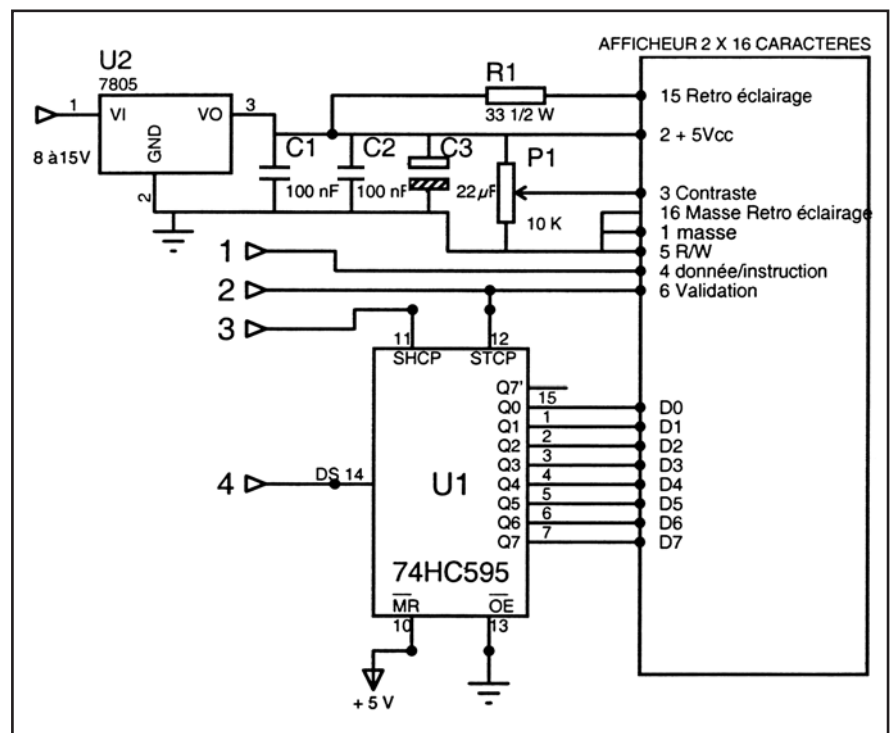 AFFICHEUR 2 X 16 CARACTERES
U2
7805
1
VI
VO
3
GND
2
8 à15V
R1
33 1/2 W
15 Retro éclairage
2 + 5Vcc
C1
100 nF
C2
100 nF
C3
22 µF
P1
10 K
3 Contraste
16 Masse Retro éclairage
1 masse
5 R/W
4 donnée/instruction
6 Validation
1
2
3
4
11
SHCP
12
STCP
Q7'
Q0 15 D0
Q1 1 D1
Q2 2 D2
Q3 3 D3
Q4 4 D4
Q5 5 D5
Q6 6 D6
Q7 7 D7
DS 14
U1
74HC595
MR
10
OE
13
+ 5 V